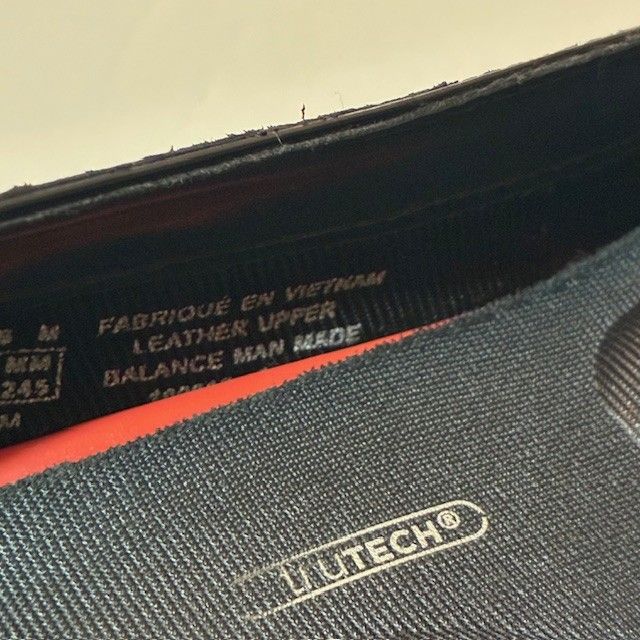 M
FABRIQUÉ EN VIETNAM
LEATHER UPPER
BALANCE MAN MADE
MM
245
M
UTECH®